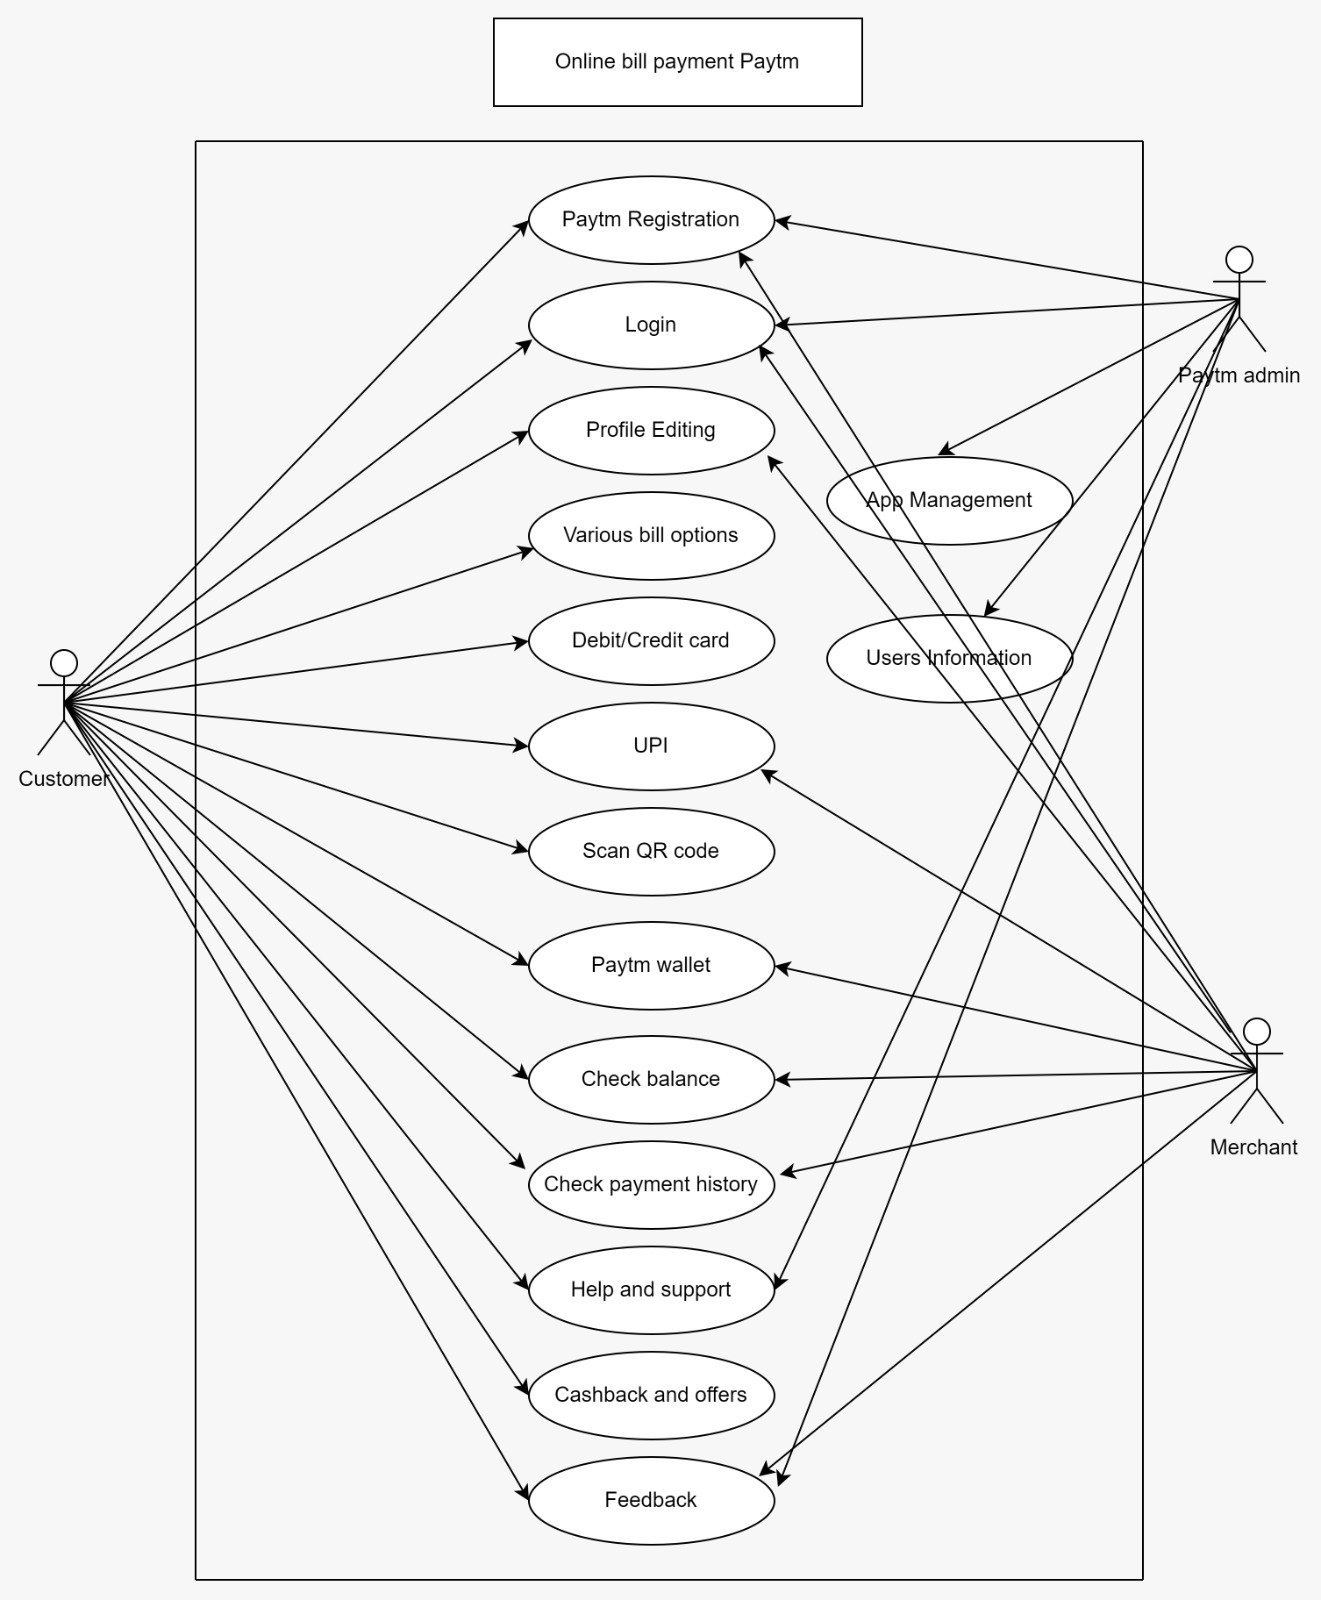 Online bill payment Paytm
Paytm Registration
Login
Paytm admin
Profile Editing
App Management
Various bill options
Debit/Credit card
Users Information
UPI
Customer
Scan QR code
Paytm wallet
Check balance
Merchant
Check payment history
Help and support
Cashback and offers
Feedback